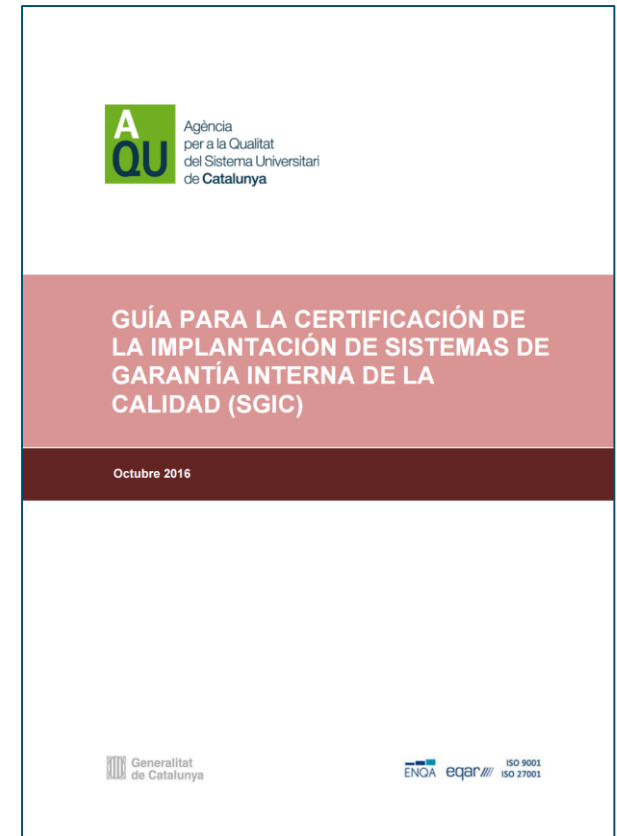 A
QU
Agència
per a la Qualitat
del Sistema Universitari
de Catalunya
GUÍA PARA LA CERTIFICACIÓN DE
LA IMPLANTACIÓN DE SISTEMAS DE
GARANTÍA INTERNA DE LA
CALIDAD (SGIC)
Octubre 2016
Generalitat
de Catalunya
ENQA
eqar////
ISO 9001
ISO 27001